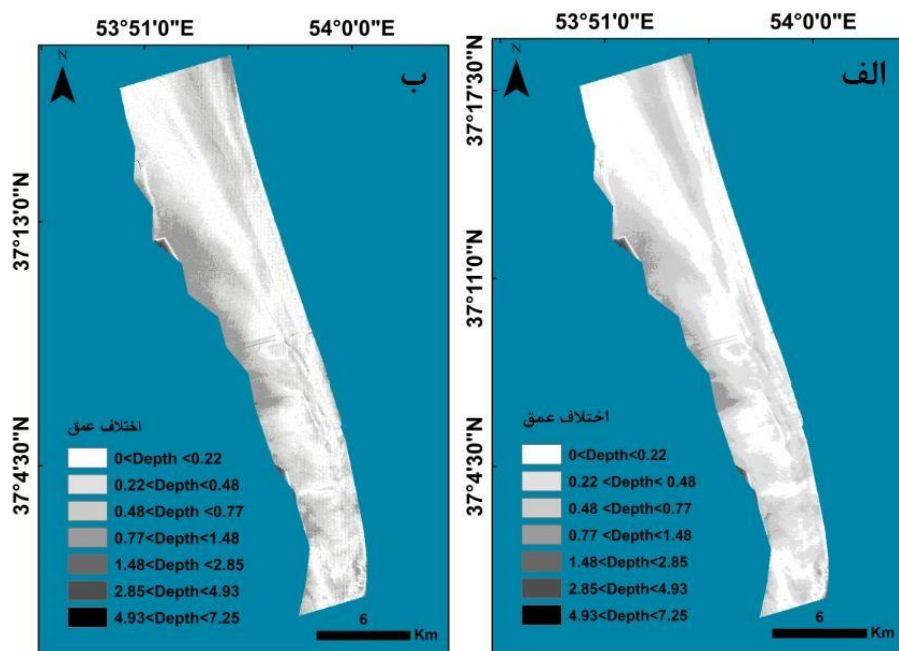 53°51'0"E
54°0'0"E
N
ب
37°13'0"N
37°4'30"N
اختلاف عمق
0<Depth <0.22
0.22<Depth<0.48
0.48<Depth <0.77
0.77<Depth<1.48
1.48<Depth <2.85
2.85<Depth<4.93
4.93<Depth<7.25
6
Km
53°51'0"E
54°0'0"E
N
الف
37°17'30"N
37°11'0"N
37°4'30"N
اختلاف عمق
0<Depth<0.22
0.22 <Depth< 0.48
0.48 <Depth<0.77
0.77 <Depth<1.48
1.48 <Depth<2.85
2.85<Depth<4.93
4.93<Depth<7.25
6
Km